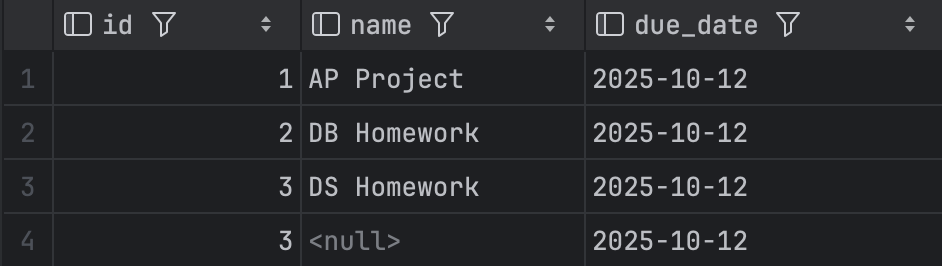 id name due_date
1 1 AP Project 2025-10-12
2 2 DB Homework 2025-10-12
3 3 DS Homework 2025-10-12
4 3 <null> 2025-10-12